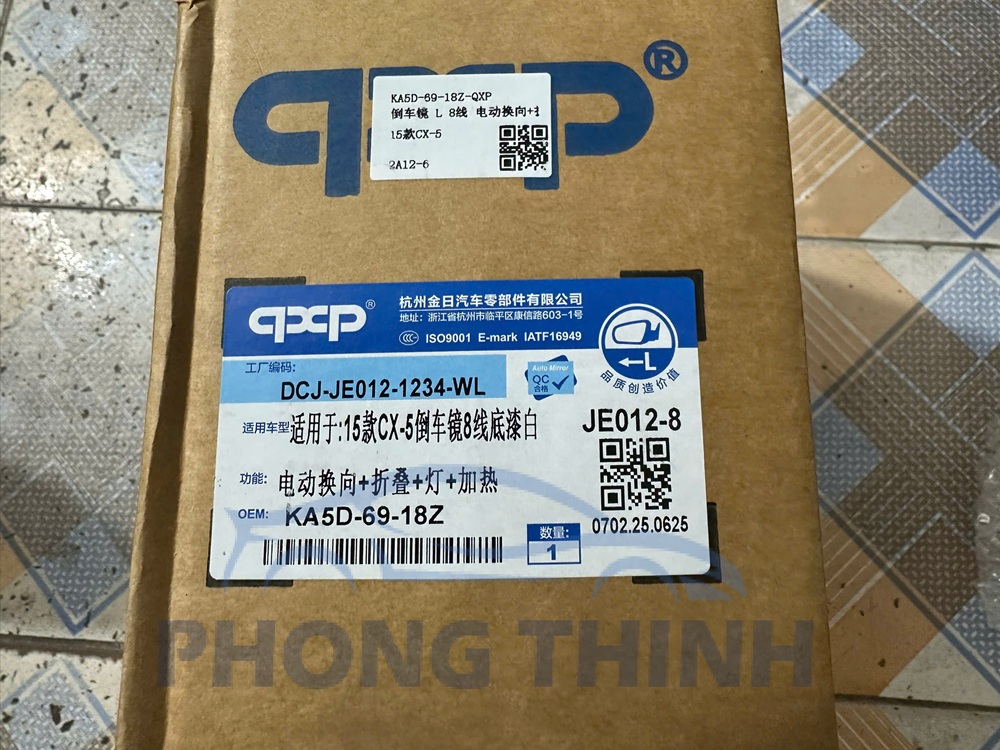 qxp®
KA5D-69-18Z-QXP
倒车镜 L 8线 电动换向+
15款CX-5
2A12-6
qxp®
杭州金日汽车零部件有限公司
地址：浙江省杭州市临平区康信路603-1号
CCC ISO9001 E-mark IATF16949
L
品质创造价值
工厂编码:
DCJ-JE012-1234-WL
Auto Mirror
QC
合格
适用车型:适用于:15款CX-5倒车镜8线底漆白
JE012-8
功能: 电动换向+折叠+灯+加热
OEM: KA5D-69-18Z
数量:
1
0702.25.0625
PHONG THINH